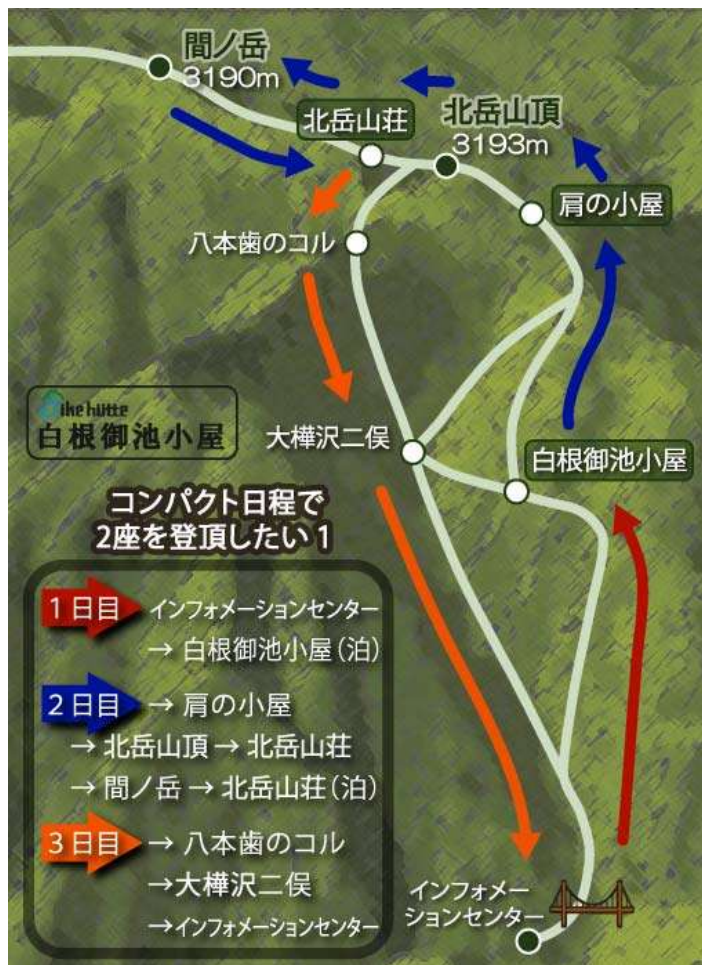 間ノ岳
3190m
北岳山荘
北岳山頂
3193m
肩の小屋
八本歯のコル
大樺沢二俣
白根御池小屋
Oike hütte
白根御池小屋
コンパクト日程で
2座を登頂したい 1
1日目 インフォメーションセンター
→ 白根御池小屋(泊)
2日目 → 肩の小屋
→ 北岳山頂 → 北岳山荘
→ 間ノ岳 → 北岳山荘(泊)
3日目 → 八本歯のコル
→大樺沢二俣
→インフォメーションセンター
インフォメー
ションセンター